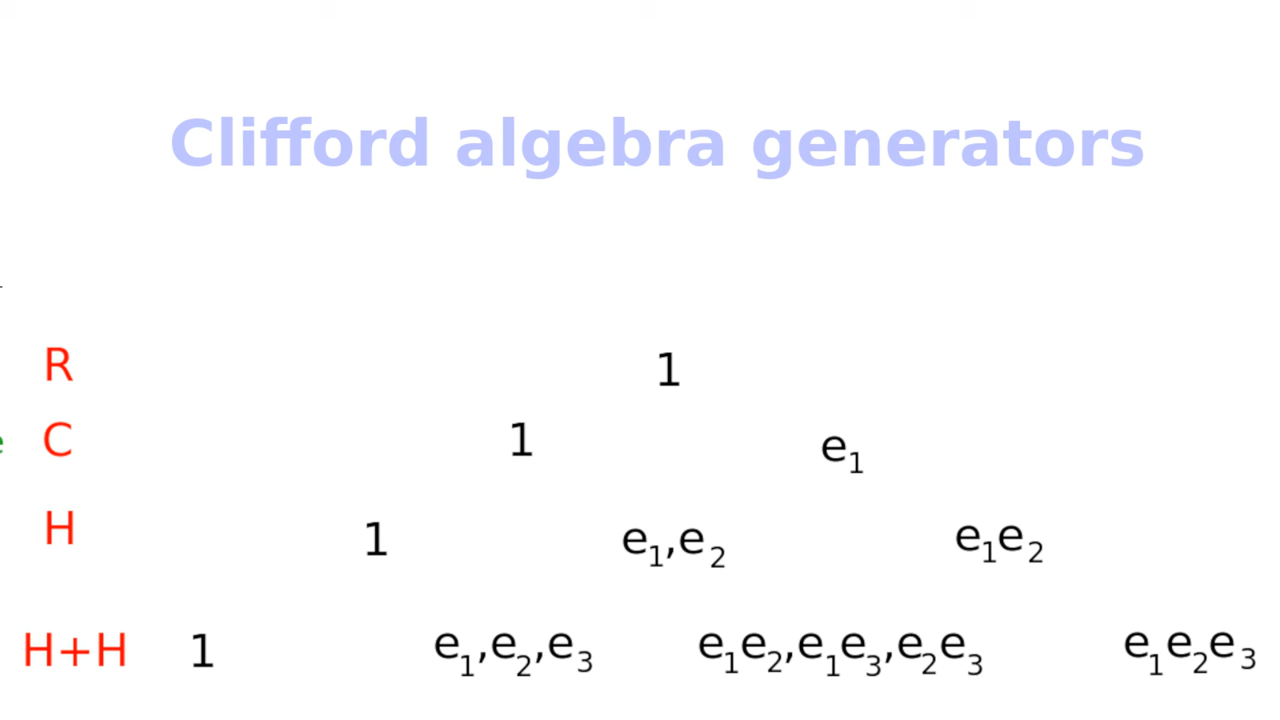 Clifford algebra generators
R 1
C 1 e₁
H 1 e₁,e₂ e₁e₂
H+H 1 e₁,e₂,e₃ e₁e₂,e₁e₃,e₂e₃ e₁e₂e₃